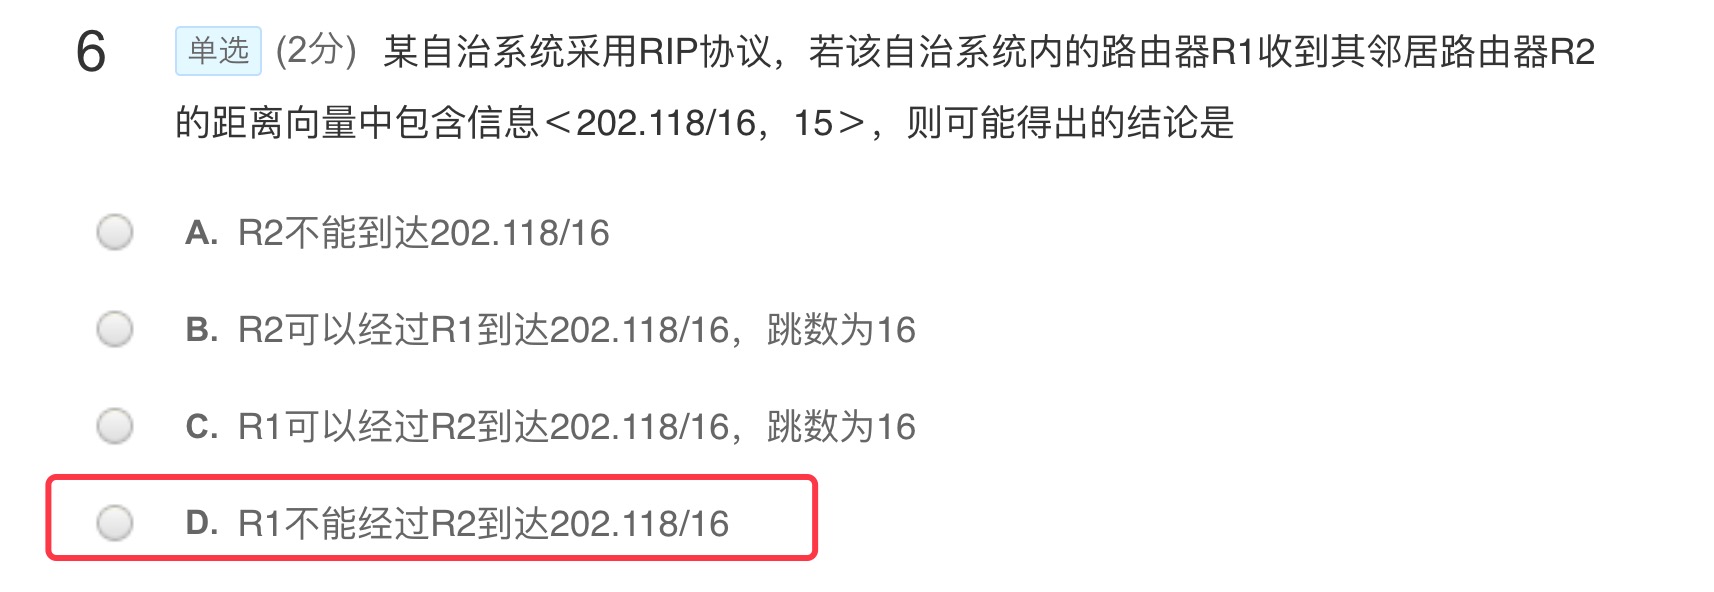 6 单选 (2分) 某自治系统采用RIP协议，若该自治系统内的路由器R1收到其邻居路由器R2
的距离向量中包含信息＜202.118/16，15＞，则可能得出的结论是
A. R2不能到达202.118/16
B. R2可以经过R1到达202.118/16，跳数为16
C. R1可以经过R2到达202.118/16，跳数为16
D. R1不能经过R2到达202.118/16